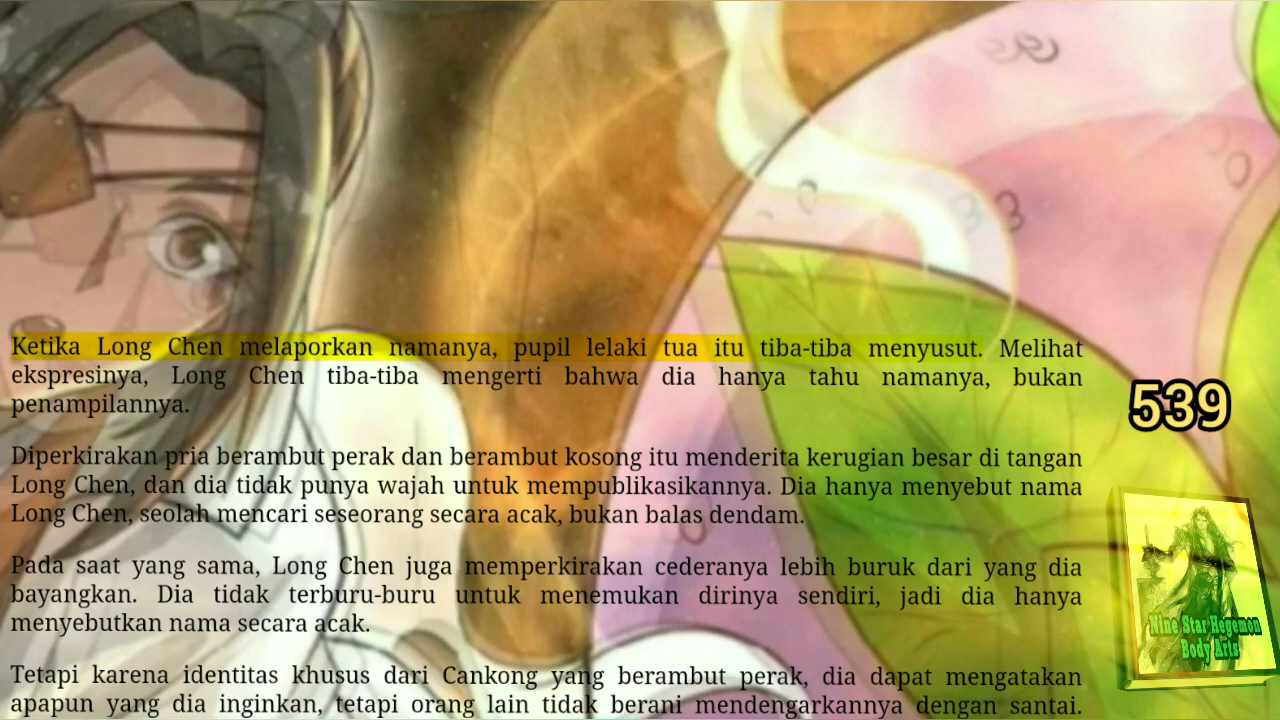 Ketika Long Chen melaporkan namanya, pupil lelaki tua itu tiba-tiba menyusut. Melihat
ekspresinya, Long Chen tiba-tiba mengerti bahwa dia hanya tahu namanya, bukan
penampilannya.
Diperkirakan pria berambut perak dan berambut kosong itu menderita kerugian besar di tangan
Long Chen, dan dia tidak punya wajah untuk mempublikasikannya. Dia hanya menyebut nama
Long Chen, seolah mencari seseorang secara acak, bukan balas dendam.
Pada saat yang sama, Long Chen juga memperkirakan cederanya lebih buruk dari yang dia
bayangkan. Dia tidak terburu-buru untuk menemukan dirinya sendiri, jadi dia hanya
menyebutkan nama secara acak.
Tetapi karena identitas khusus dari Cankong yang berambut perak, dia dapat mengatakan
apapun yang dia inginkan, tetapi orang lain tidak berani mendengarkannya dengan santai.
539
Nine Star Hegemon
Body Arts